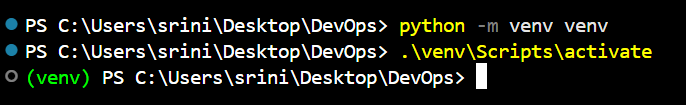 PS C:\Users\srini\Desktop\DevOps> python -m venv venv
PS C:\Users\srini\Desktop\DevOps> .\venv\Scripts\activate
(venv) PS C:\Users\srini\Desktop\DevOps>